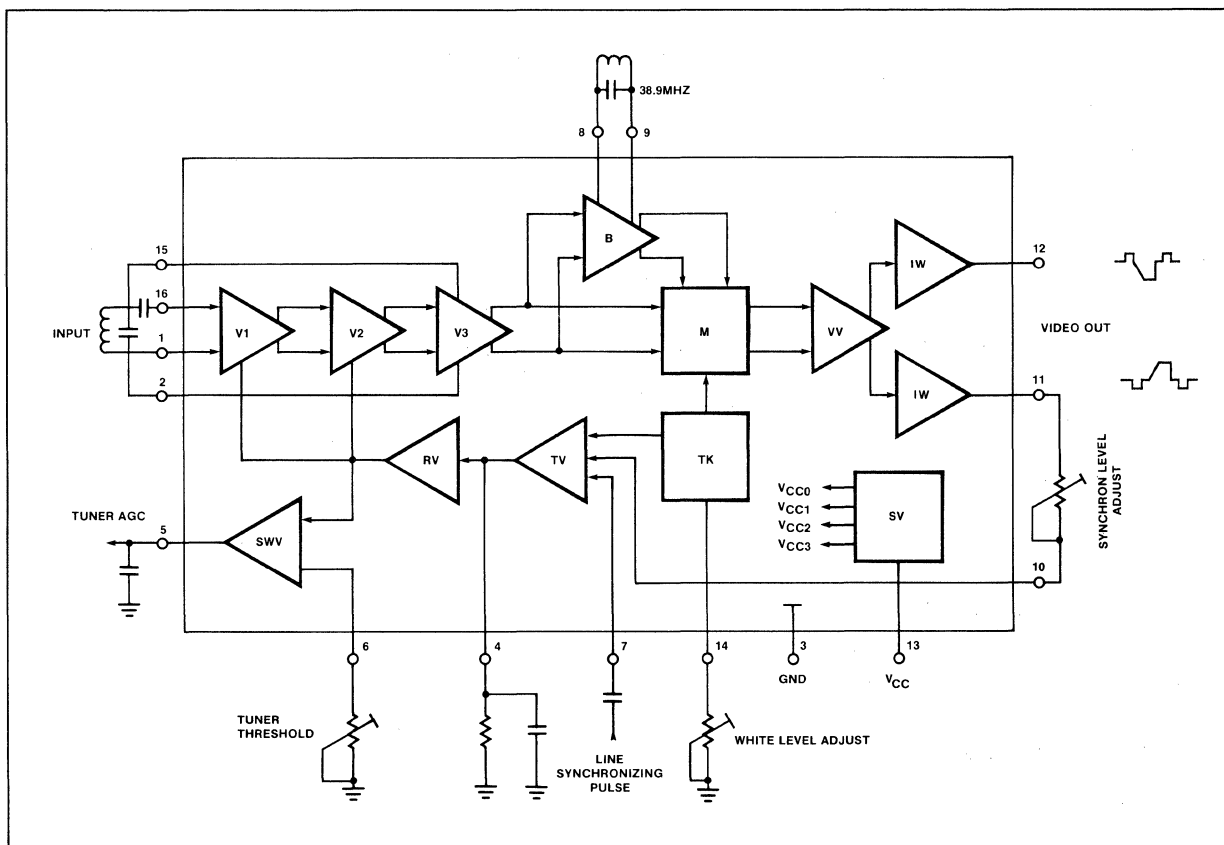 38.9MHZ
8
9
15
16
INPUT
1
2
V1
V2
V3
B
M
VV
IW
IW
12
VIDEO OUT
11
SYNCHRON LEVEL
ADJUST
10
RV
TV
TK
VCC0
VCC1
VCC2
VCC3
SV
TUNER AGC
5
SWV
6
4
7
14
3
13
GND
VCC
TUNER
THRESHOLD
LINE
SYNCHRONIZING
PULSE
WHITE LEVEL ADJUST